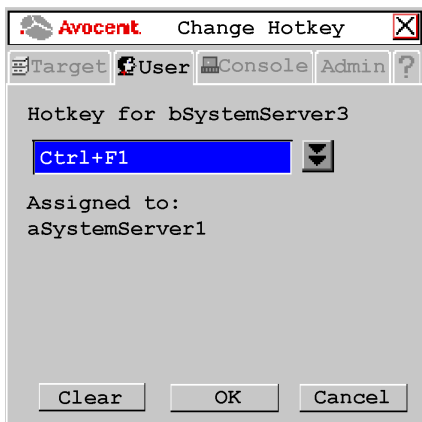 Avocent. Change Hotkey X
Target User Console Admin ?
Hotkey for bSystemServer3
Ctrl+F1
Assigned to:
aSystemServer1
Clear OK Cancel